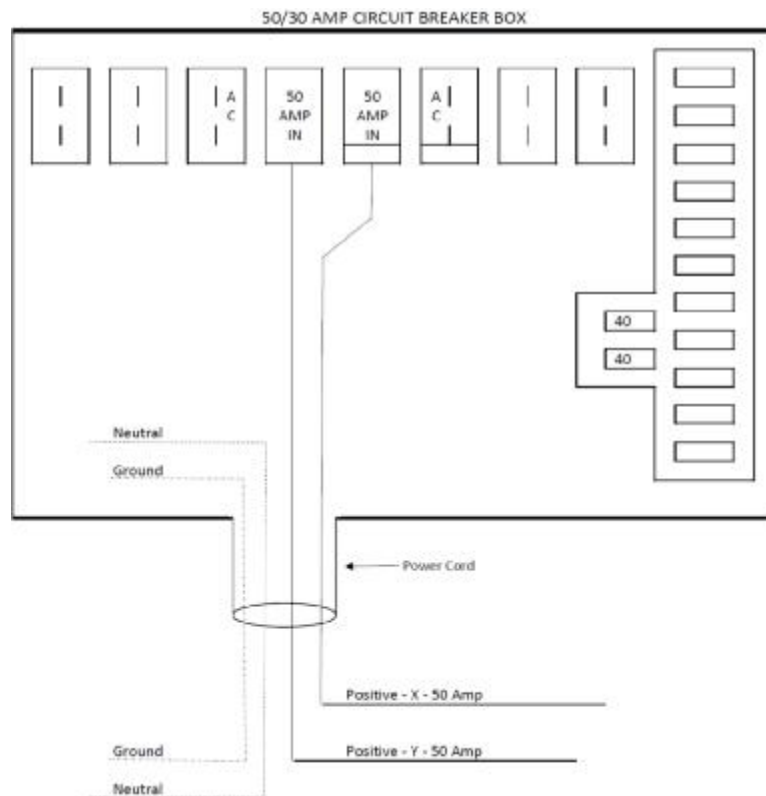 50/30 AMP CIRCUIT BREAKER BOX
A
C
50
AMP
IN
50
AMP
IN
A
C
40
40
Neutral
Ground
Power Cord
Positive - X - 50 Amp
Ground
Positive - Y - 50 Amp
Neutral